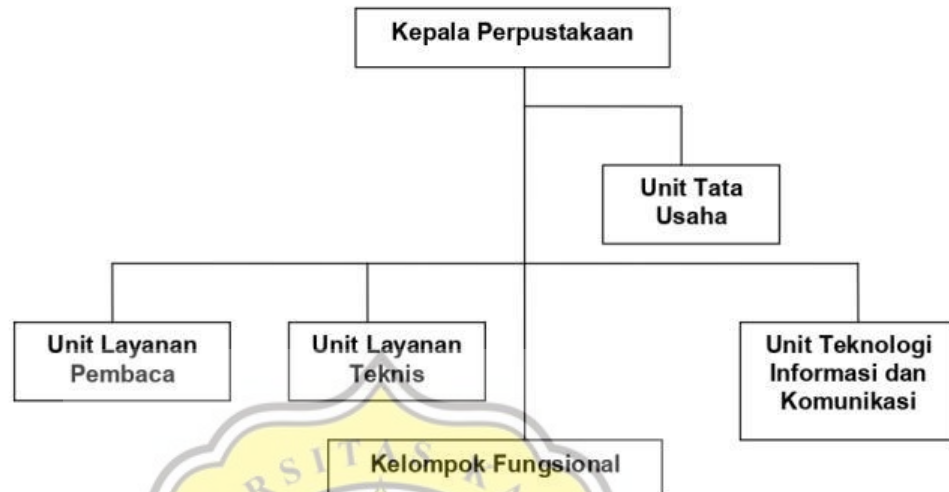 Kepala Perpustakaan
Unit Tata
Usaha
Unit Layanan
Pembaca
Unit Layanan
Teknis
Unit Teknologi
Informasi dan
Komunikasi
Kelompok Fungsional